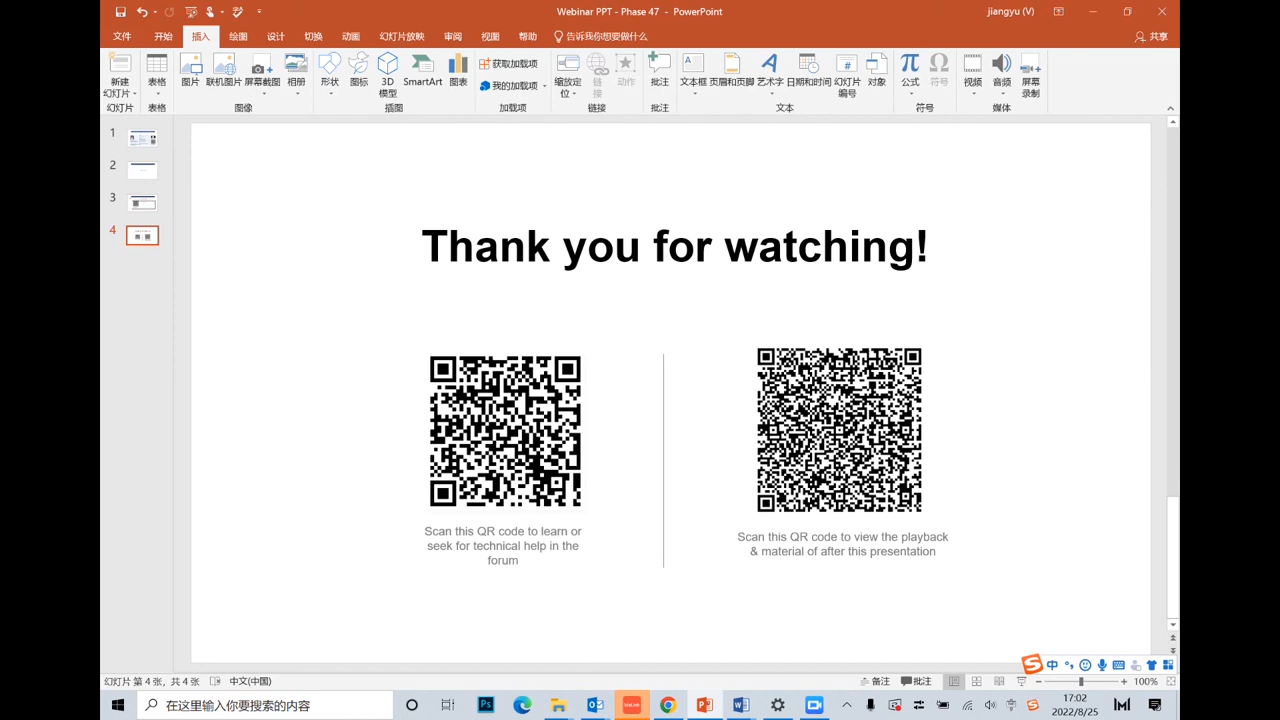 Webinar PPT - Phase 47 - PowerPoint
jiangyu (V)
文件 开始 插入 绘图 设计 切换 动画 幻灯片放映 审阅 视图 帮助 告诉我你想要做什么 共享
新建
幻灯片
表格
图片
联机图片
屏幕截图
相册
形状
图标
3D
模型
SmartArt
图表
获取加载项
我的加载项
缩放定
位
链
接
动作
批注
文本框
页眉和页脚
艺术字
日期和时间
幻灯片
编号
对象
公式
符号
视频
音频
屏幕
录制
幻灯片 表格 图像 插图 加载项 链接 批注 文本 符号 媒体
1
2
3
4
Thank you for watching!
Scan this QR code to learn or
seek for technical help in the
forum
Scan this QR code to view the playback
& material of after this presentation
中
幻灯片 第 4 张，共 4 张 中文(中国) 备注 批注 100%
在这里输入你要搜索的内容
17:02
2022/8/25